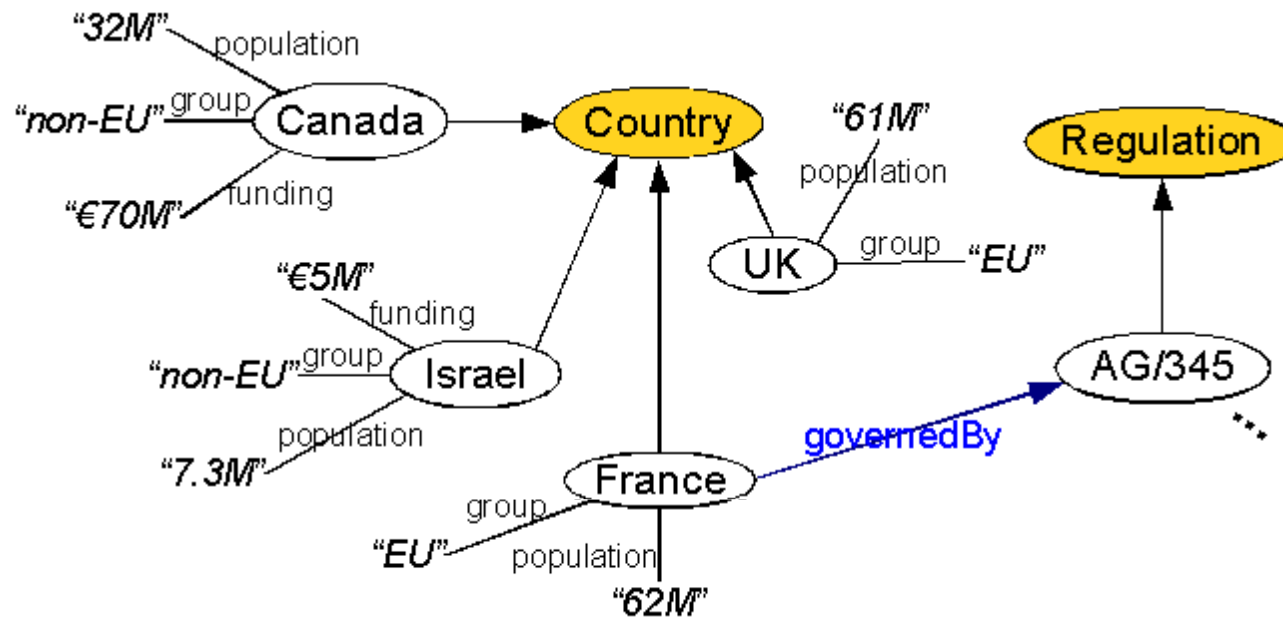 “32M”
population
“non-EU”
group
Canada
Country
“61M”
Regulation
population
“€70M”
funding
UK
group
“EU”
“€5M”
funding
“non-EU”
group
Israel
AG/345
...
population
“7.3M”
governedBy
France
group
“EU”
population
“62M”